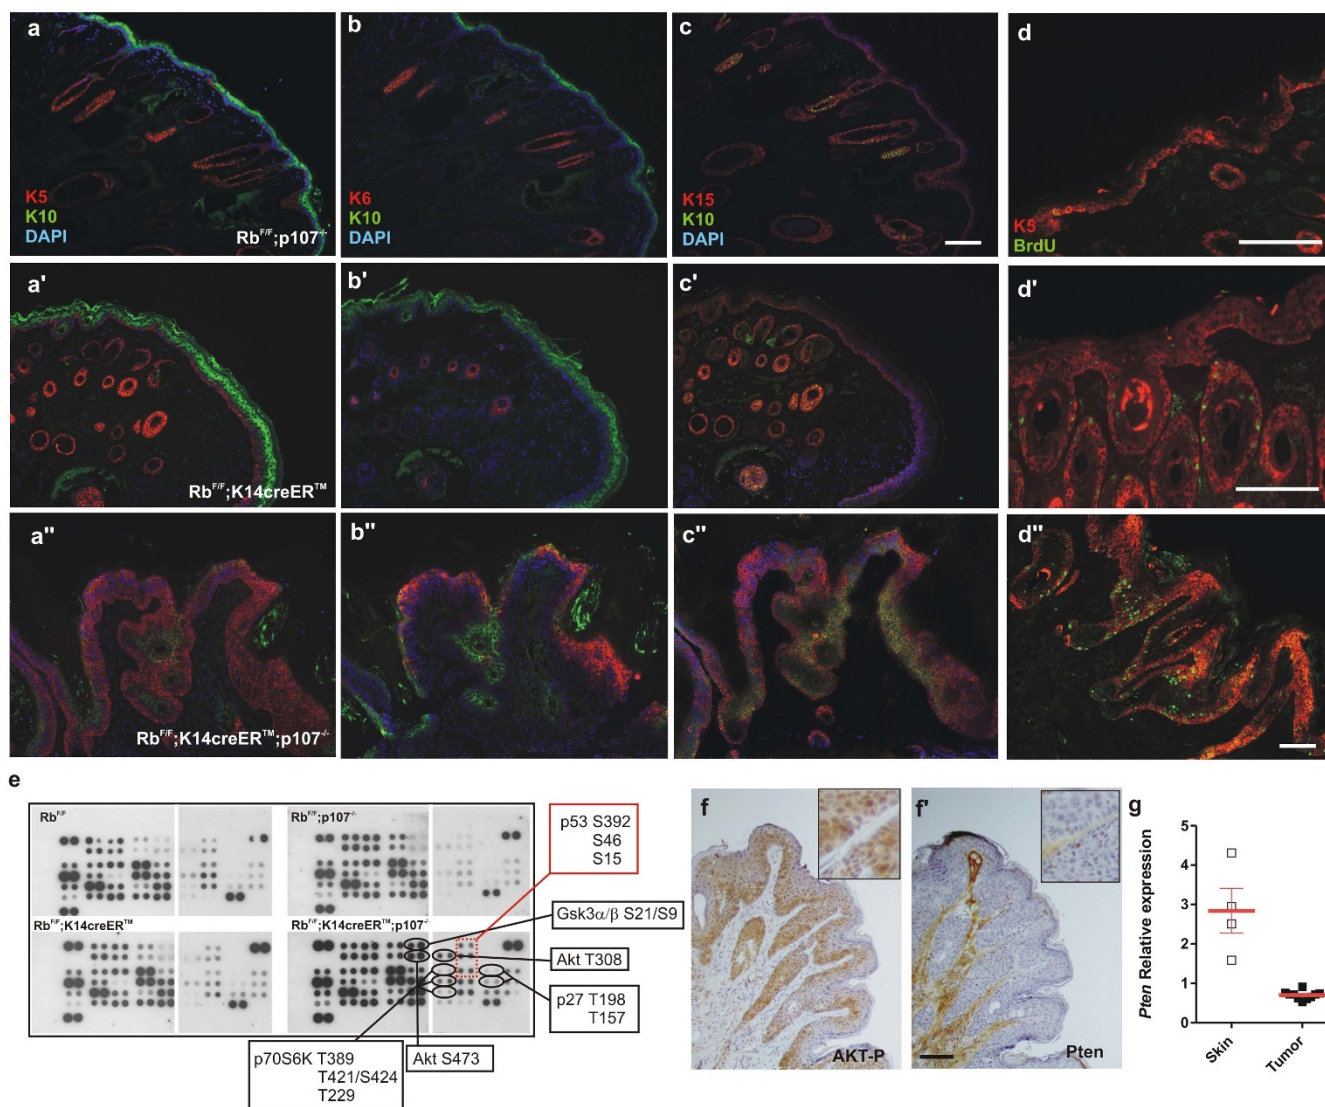 a
K5
K10
DAPI
Rb^F/F;p107^-/-
b
K6
K10
DAPI
c
K15
K10
DAPI
d
K5
BrdU
a'
Rb^F/F;K14creER^TM
b'
c'
d'
a"
Rb^F/F;K14creER^TM;p107^-/-
b"
c"
d"
e
Rb^F/F
Rb^F/F;p107^-/-
Rb^F/F;K14creER^TM
Rb^F/F;K14creER^TM;p107^-/-
p53 S392
S46
S15
Gsk3α/β S21/S9
Akt T308
p27 T198
T157
p70S6K T389
T421/S424
T229
Akt S473
f
AKT-P
f'
Pten
g
Pten Relative expression
5
4
3
2
1
0
Skin
Tumor